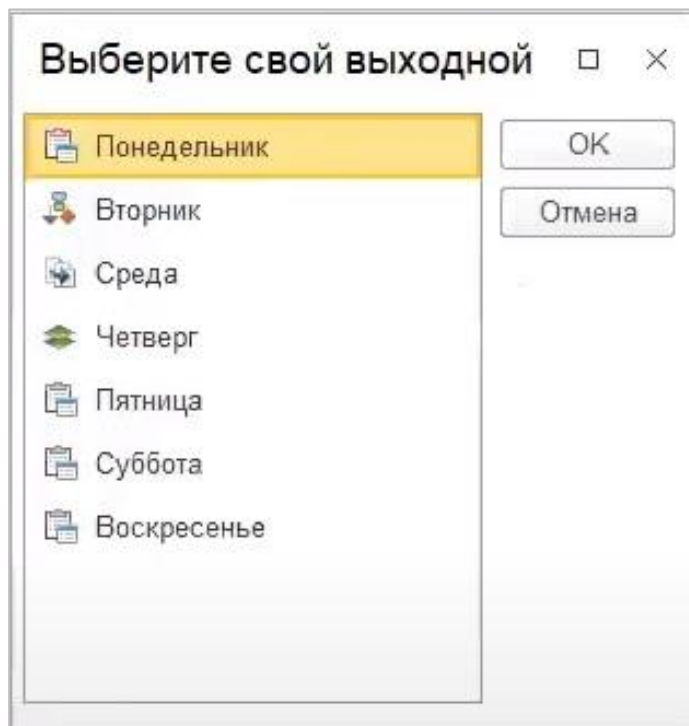 Выберите свой выходной
Понедельник
Вторник
Среда
Четверг
Пятница
Суббота
Воскресенье
OK
Отмена